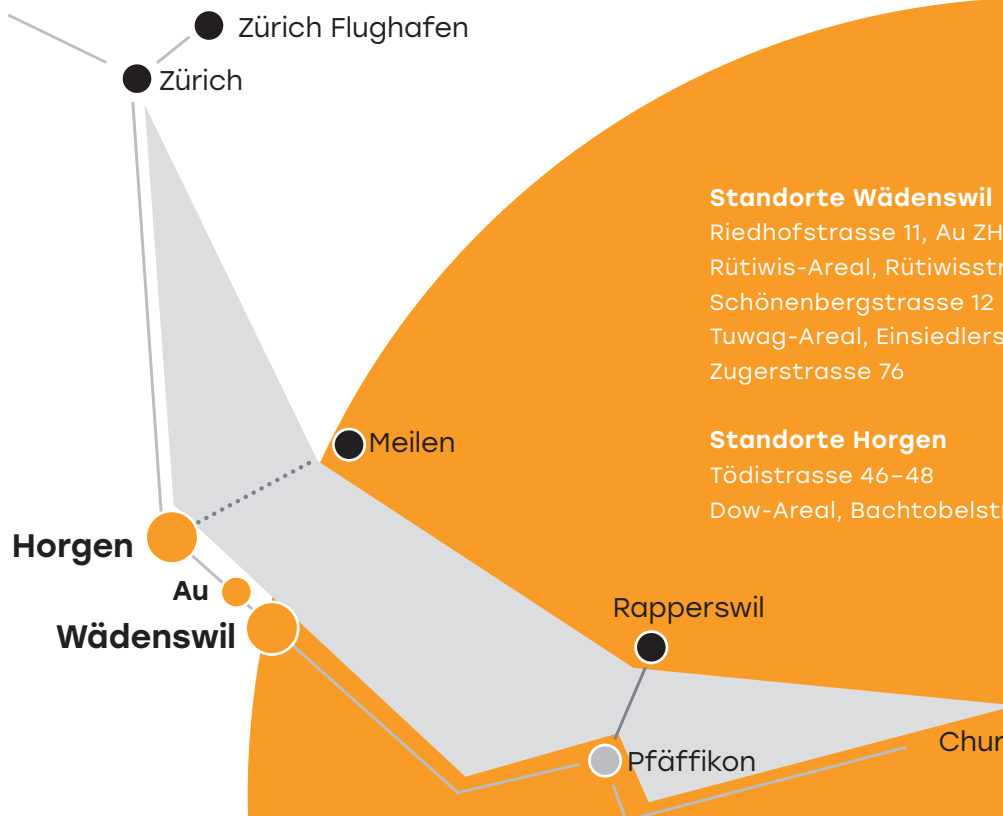 Zürich Flughafen
Zürich
Standorte Wädenswil
Riedhofstrasse 11, Au ZH
Rütiwis-Areal,
Schönenbergstrasse 12
Tuwag-Areal,
Zugerstrasse 76
Standorte Horgen
Tödistrasse 46–48
Dow-Areal,
Meilen
Horgen
Au
Wädenswil
Rapperswil
Pfäffikon
Chur